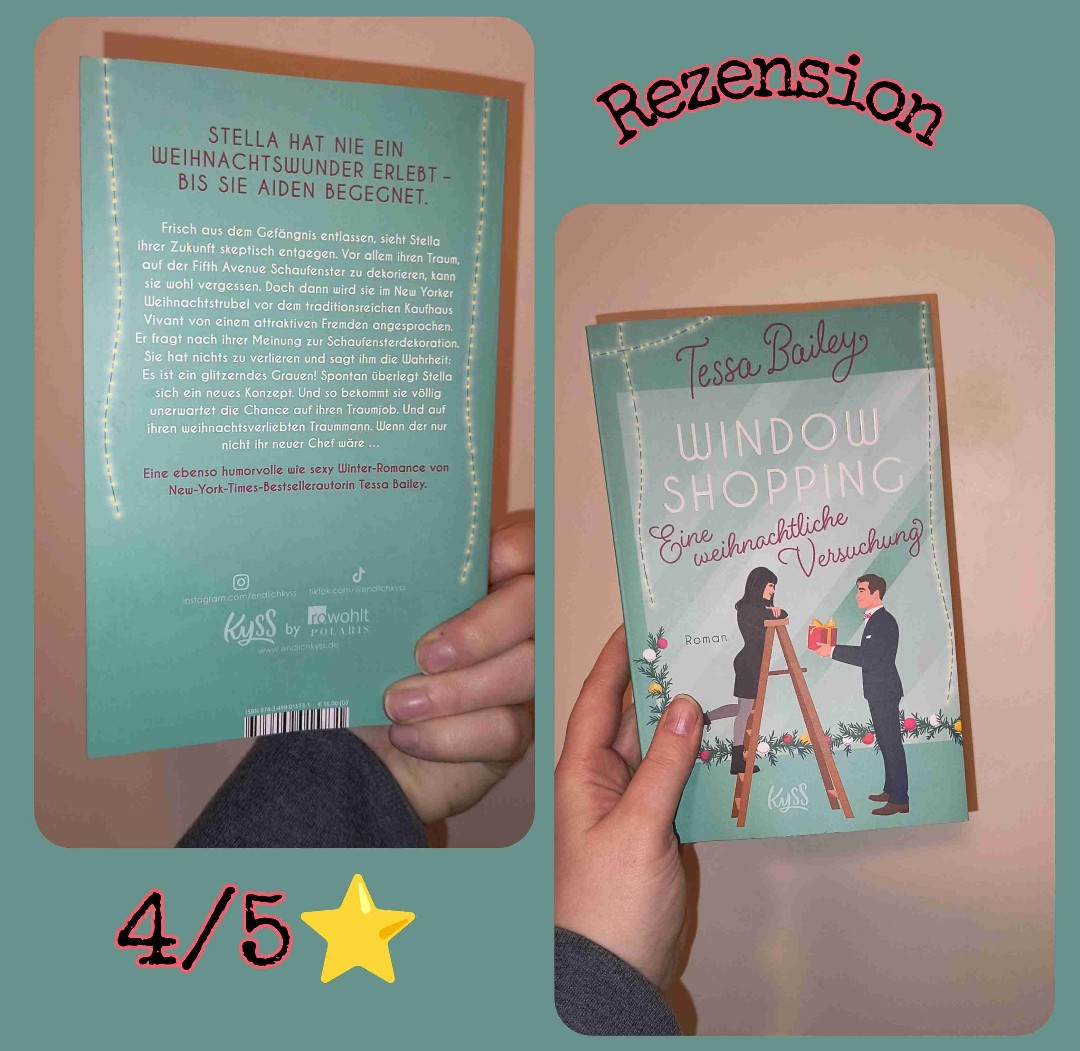 Rezension
STELLA HAT NIE EIN
WEIHNACHTSWUNDER ERLEBT –
BIS SIE AIDEN BEGEGNET.
Frisch aus dem Gefängnis entlassen, sieht Stella
ihrer Zukunft skeptisch entgegen. Vor allem ihren Traum,
auf der Fifth Avenue Schaufenster zu dekorieren, kann
sie wohl vergessen. Doch dann wird sie im New Yorker
Weihnachtstrubel vor dem traditionsreichen Kaufhaus
Vivant von einem attraktiven Fremden angesprochen.
Er fragt nach ihrer Meinung zur Schaufensterdekoration.
Sie hat nichts zu verlieren und sagt ihm die Wahrheit:
Es ist ein glitzerndes Grauen! Spontan überlegt Stella
sich ein neues Konzept. Und so bekommt sie völlig
unerwartet die Chance auf ihren Traumjob. Und auf
ihren weihnachtsverliebten Traummann. Wenn der nur
nicht ihr neuer Chef wäre ...
Eine ebenso humorvolle wie sexy Winter-Romance von
New-York-Times-Bestsellerautorin Tessa Bailey.
instagram.com/endlichkyss tiktok.com/endlichkyss
Kyss by rowohlt
POLARIS
www.endlichkyss.de
Tessa Bailey
WINDOW
SHOPPING
Eine
weihnachtliche
Versuchung
Roman
Kyss
4/5